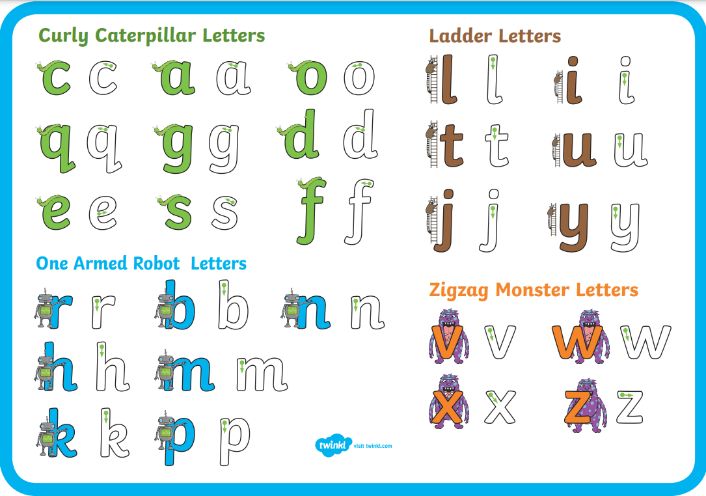 Curly Caterpillar Letters
c c a a o o
q q g g d d
e e s s f f
One Armed Robot Letters
r r b b n n
h h m m
k k p p
Ladder Letters
l l i i
t t u u
j j y y
Zigzag Monster Letters
v v w w
x x z z
twinkl visit twinkl.com